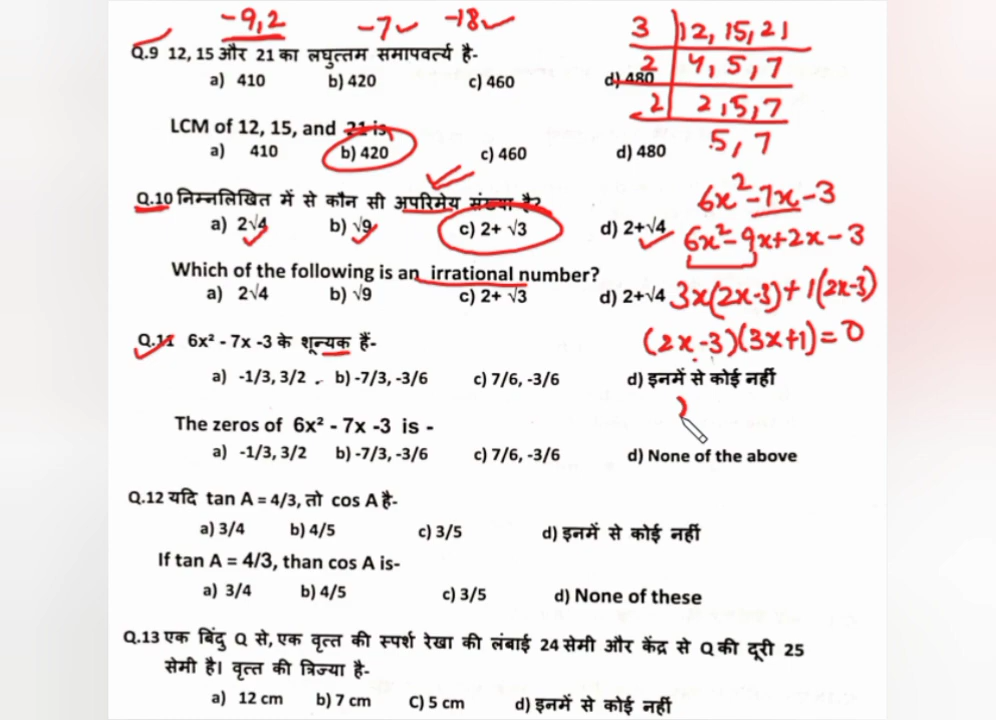 -9,2 -7✓ -18✓
Q.9 12, 15 और 21 का लघुत्तम समापवर्त्य है-
a) 410 b) 420 c) 460 d) 480
3 | 12, 15, 21
2 | 4, 5, 7
2 | 2, 5, 7
5, 7
LCM of 12, 15, and 21 is,
a) 410 b) 420 c) 460 d) 480
Q.10 निम्नलिखित में से कौन सी अपरिमेय संख्या है?
a) 2√4 b) √9 c) 2+ √3 d) 2+√4
Which of the following is an irrational number?
a) 2√4 b) √9 c) 2+ √3 d) 2+√4
6x²-7x-3
6x²-9x+2x-3
3x(2x-3)+1(2x-3)
(2x-3)(3x+1)=0
Q.11 6x² - 7x -3 के शून्यक हैं-
a) -1/3, 3/2 b) -7/3, -3/6 c) 7/6, -3/6 d) इनमें से कोई नहीं
The zeros of 6x² - 7x -3 is -
a) -1/3, 3/2 b) -7/3, -3/6 c) 7/6, -3/6 d) None of the above
Q.12 यदि tan A = 4/3, तो cos A है-
a) 3/4 b) 4/5 c) 3/5 d) इनमें से कोई नहीं
If tan A = 4/3, than cos A is-
a) 3/4 b) 4/5 c) 3/5 d) None of these
Q.13 एक बिंदु Q से, एक वृत्त की स्पर्श रेखा की लंबाई 24 सेमी और केंद्र से Q की दूरी 25
सेमी है। वृत्त की त्रिज्या है-
a) 12 cm b) 7 cm C) 5 cm d) इनमें से कोई नहीं